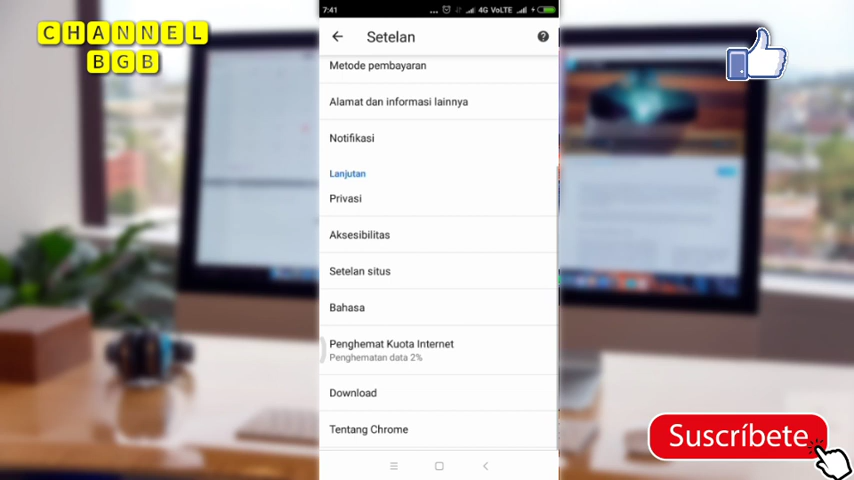 CHANNEL
BGB
7:41
... 4G VoLTE
Setelan
Metode pembayaran
Alamat dan informasi lainnya
Notifikasi
Lanjutan
Privasi
Aksesibilitas
Setelan situs
Bahasa
Penghemat Kuota Internet
Penghematan data 2%
Download
Tentang Chrome
Suscríbete